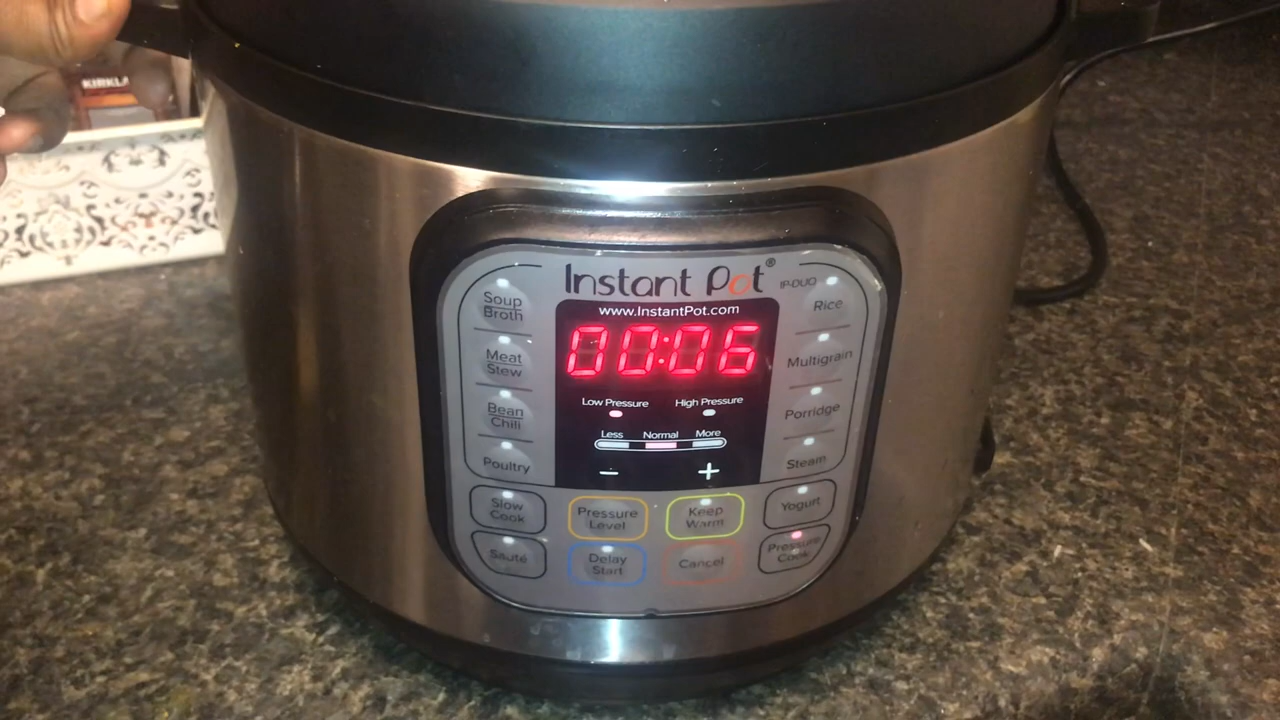 KIRKLA
Instant Pot®
IP-DUO
www.InstantPot.com
00:06
Low Pressure
High Pressure
Less
Normal
More
−
+
Soup
Broth
Meat
Stew
Bean
Chili
Poultry
Rice
Multigrain
Porridge
Steam
Slow
Cook
Pressure
Level
Keep
Warm
Yogurt
Sauté
Delay
Start
Cancel
Pressure
Cook